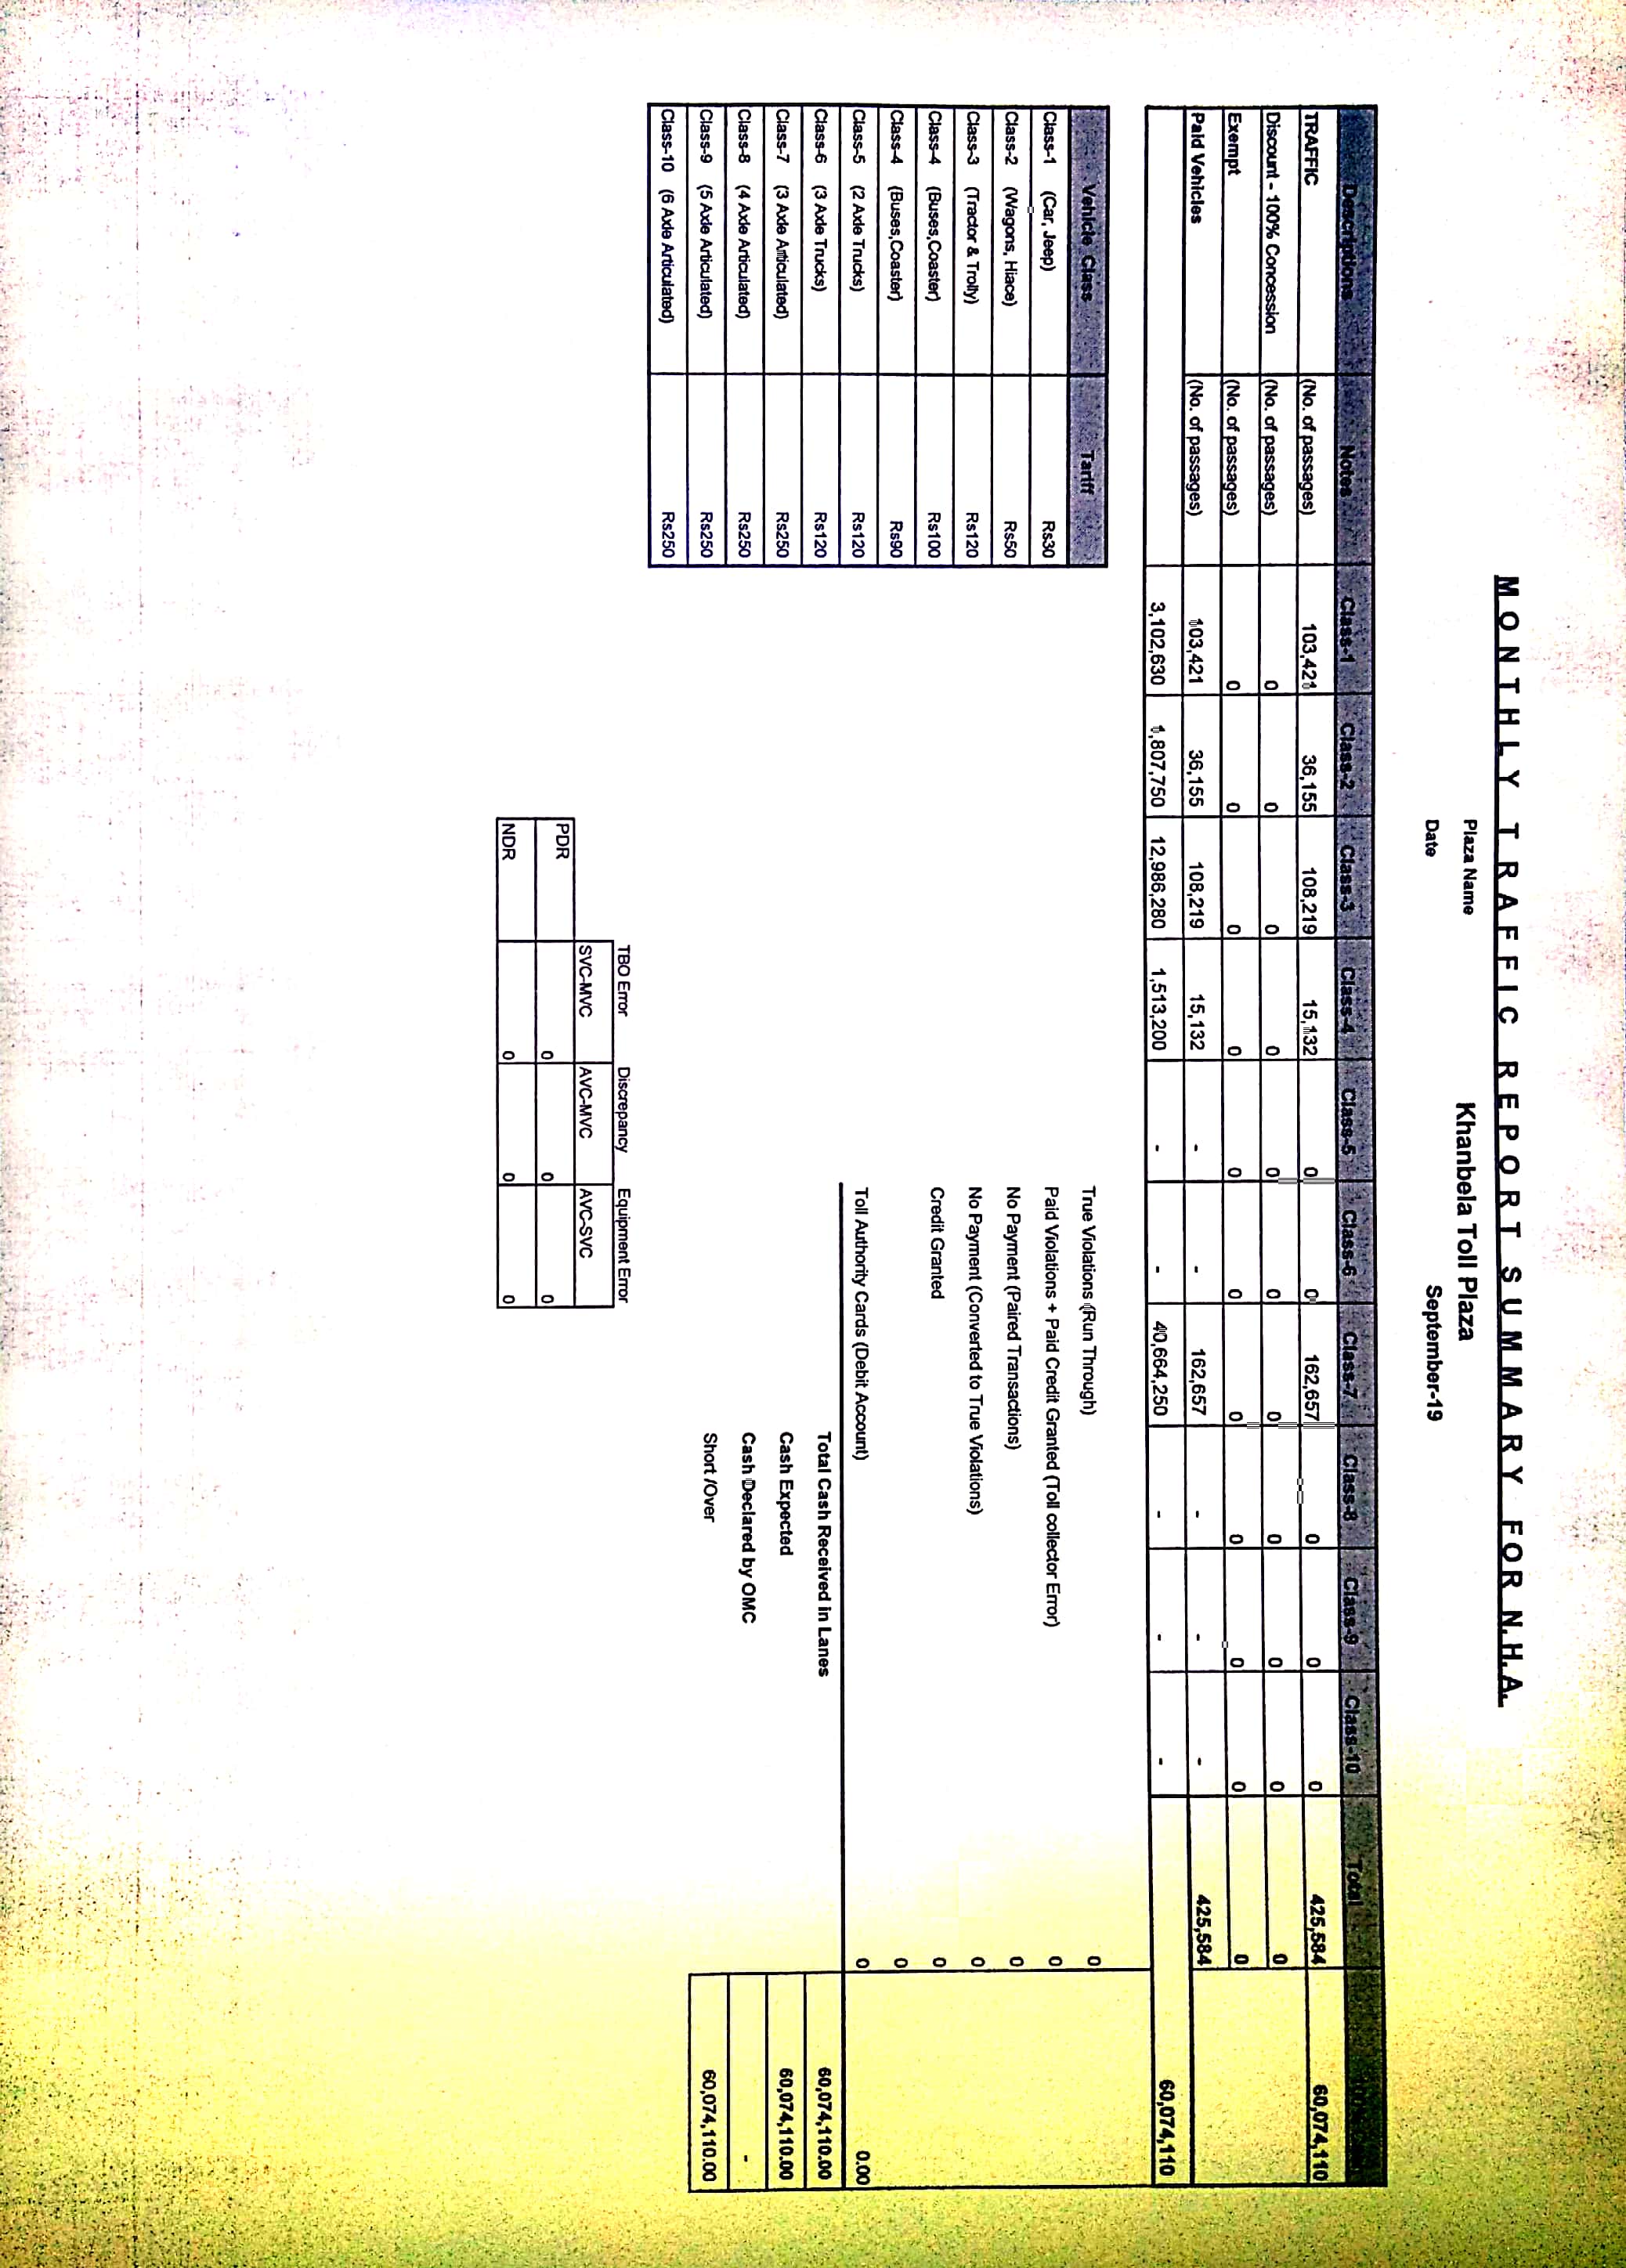 MONTHLY TRAFFIC REPORT SUMMARY FOR N.H.A.
Plaza Name Khanbela Toll Plaza
Date September-19
Descriptions Notes Class-1 Class-2 Class-3 Class-4 Class-5 Class-6 Class-7 Class-8 Class-9 Class-10 Total
TRAFFIC (No. of passages) 103,421 36,155 108,219 15,132 0 0 162,657 0 0 0 425,584 60,074,110
Discount - 100% Concession (No. of passages) 0 0 0 0 0 0 0 0 0 0 0
Exempt (No. of passages) 0 0 0 0 0 0 0 0 0 0 0
Paid Vehicles (No. of passages) 103,421 36,155 108,219 15,132 - - 162,657 - - - 425,584
3,102,630 1,807,750 12,986,280 1,513,200 - - 40,664,250 - - - 60,074,110
Vehicle Class Tariff
Class-1 (Car, Jeep) Rs30
Class-2 (Wagons, Hiace) Rs50
Class-3 (Tractor & Trolly) Rs120
Class-4 (Buses,Coaster) Rs100
Class-4 (Buses,Coaster) Rs90
Class-5 (2 Axle Trucks) Rs120
Class-6 (3 Axle Trucks) Rs120
Class-7 (3 Axle Articulated) Rs250
Class-8 (4 Axle Articulated) Rs250
Class-9 (5 Axle Articulated) Rs250
Class-10 (6 Axle Articulated) Rs250
True Violations (Run Through) 0
Paid Violations + Paid Credit Granted (Toll collector Error) 0
No Payment (Paired Transactions) 0
No Payment (Converted to True Violations) 0
Credit Granted 0
0
Toll Authority Cards (Debit Account) 0 0.00
Total Cash Received in Lanes 60,074,110.00
Cash Expected 60,074,110.00
Cash Declared by OMC -
Short /Over 60,074,110.00
TBO Error Discrepancy Equipment Error
SVC-MVC AVC-MVC AVC-SVC
PDR 0 0 0
NDR 0 0 0